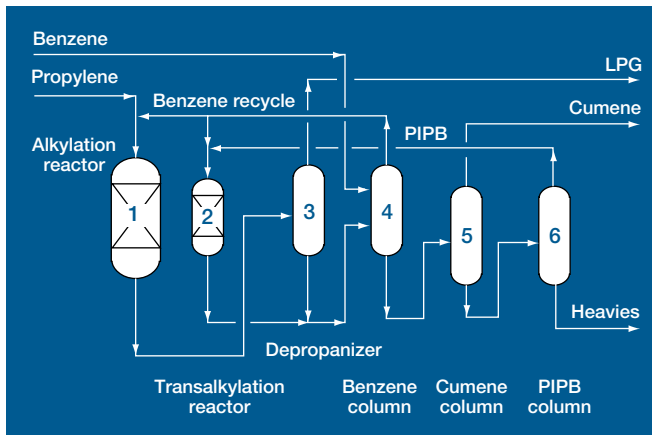 Benzene
LPG
Propylene
Benzene recycle
Cumene
PIPB
Alkylation
reactor
1
2
3
4
5
6
Heavies
Depropanizer
Transalkylation
reactor
Benzene
column
Cumene
column
PIPB
column